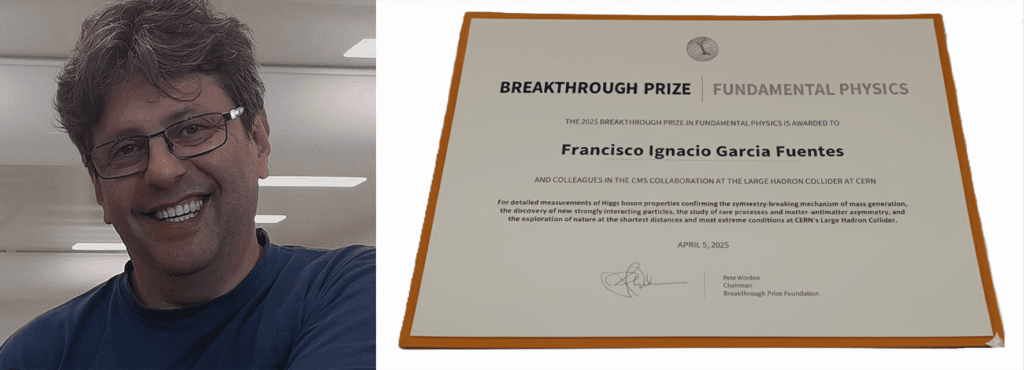 BREAKTHROUGH PRIZE | FUNDAMENTAL PHYSICS
THE 2025 BREAKTHROUGH PRIZE IN FUNDAMENTAL PHYSICS IS AWARDED TO
Francisco Ignacio Garcia Fuentes
AND COLLEAGUES IN THE CMS COLLABORATION AT THE LARGE HADRON COLLIDER AT CERN
For detailed measurements of Higgs boson properties confirming the symmetry-breaking mechanism of mass generation,
the discovery of new strongly interacting particles, the study of rare processes and matter-antimatter asymmetry, and
the exploration of nature at the shortest distances and most extreme conditions at CERN's Large Hadron Collider.
APRIL 5, 2025
Pete Worden
Chairman
Breakthrough Prize Foundation